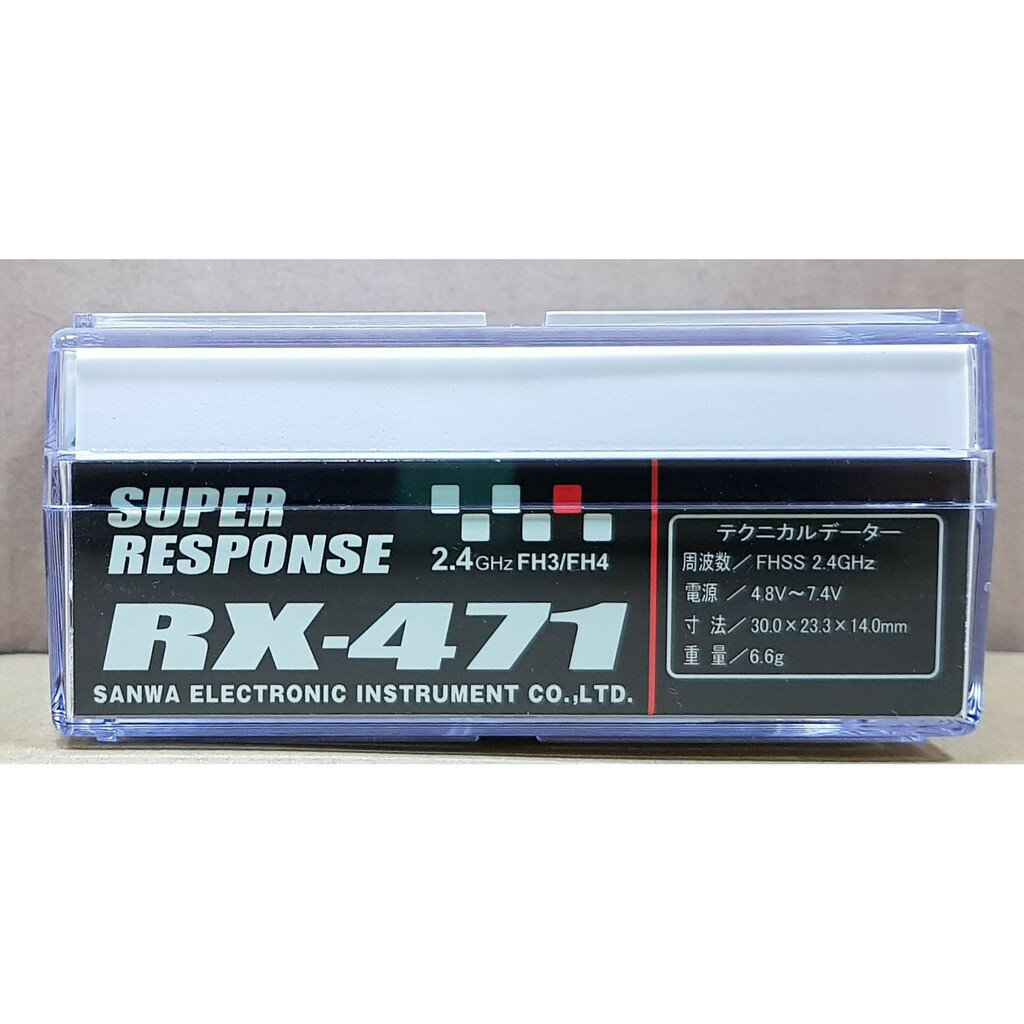 SUPER
RESPONSE
2.4GHz FH3/FH4
RX-471
SANWA ELECTRONIC INSTRUMENT CO.,LTD.
テクニカルデーター
周波数／FHSS 2.4GHz
電源 ／4.8V～7.4V
寸 法／30.0×23.3×14.0mm
重 量／6.6g